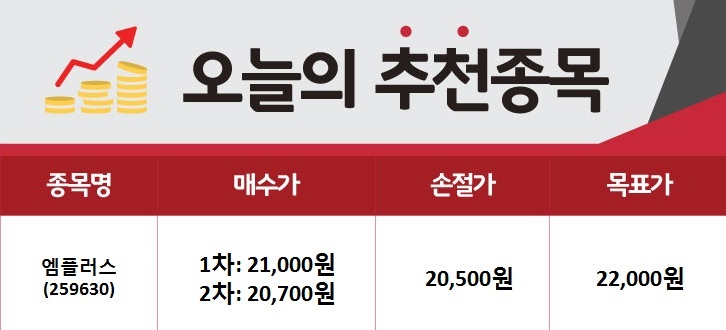 오늘의 추천종목
종목명 매수가 손절가 목표가
엠플러스
(259630)
1차: 21,000원
2차: 20,700원
20,500원
22,000원